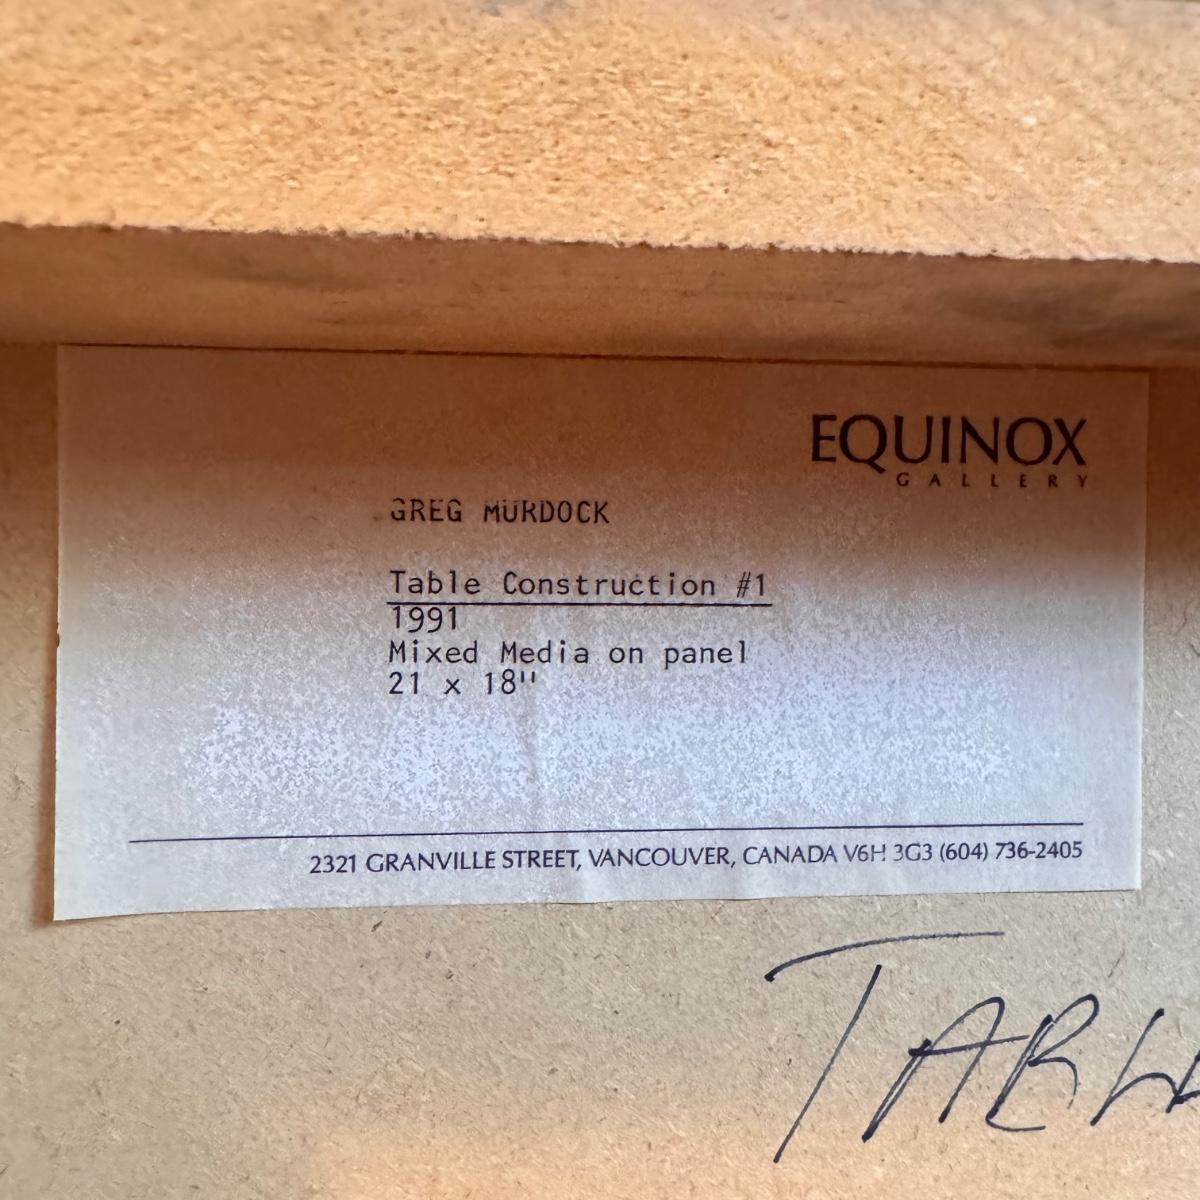 EQUINOX
GALLERY
GREG MURDOCK
Table Construction #1
1991
Mixed Media on panel
21 x 18"
2321 GRANVILLE STREET, VANCOUVER, CANADA V6H 3G3 (604) 736-2405
TABL